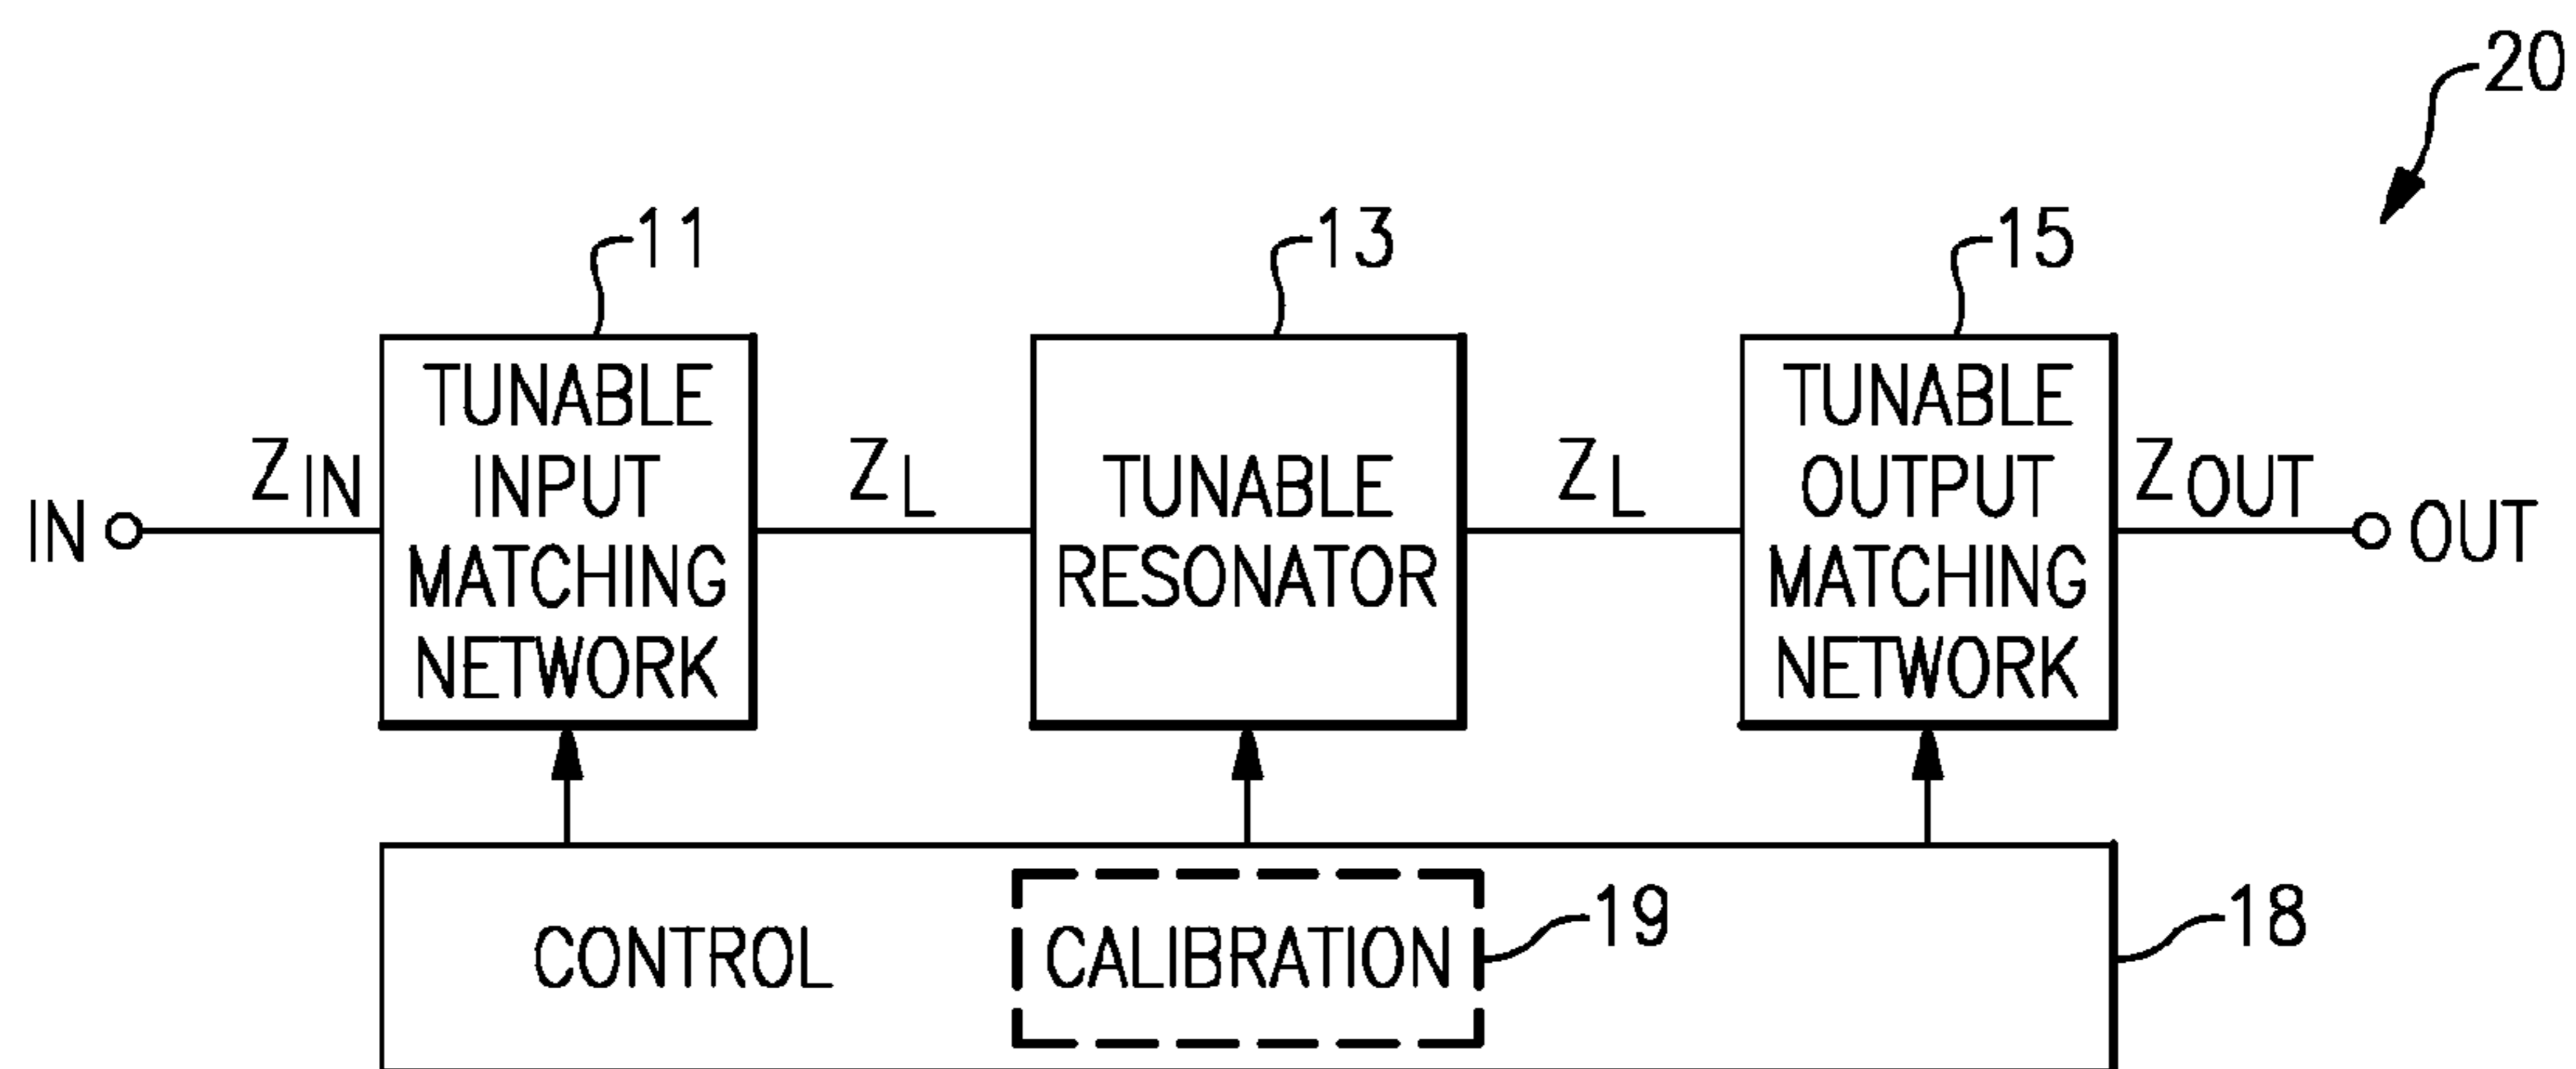 20
11
13
15
TUNABLE
INPUT
MATCHING
NETWORK
TUNABLE
RESONATOR
TUNABLE
OUTPUT
MATCHING
NETWORK
IN
ZIN
ZL
ZL
ZOUT
OUT
CONTROL
CALIBRATION
19
18